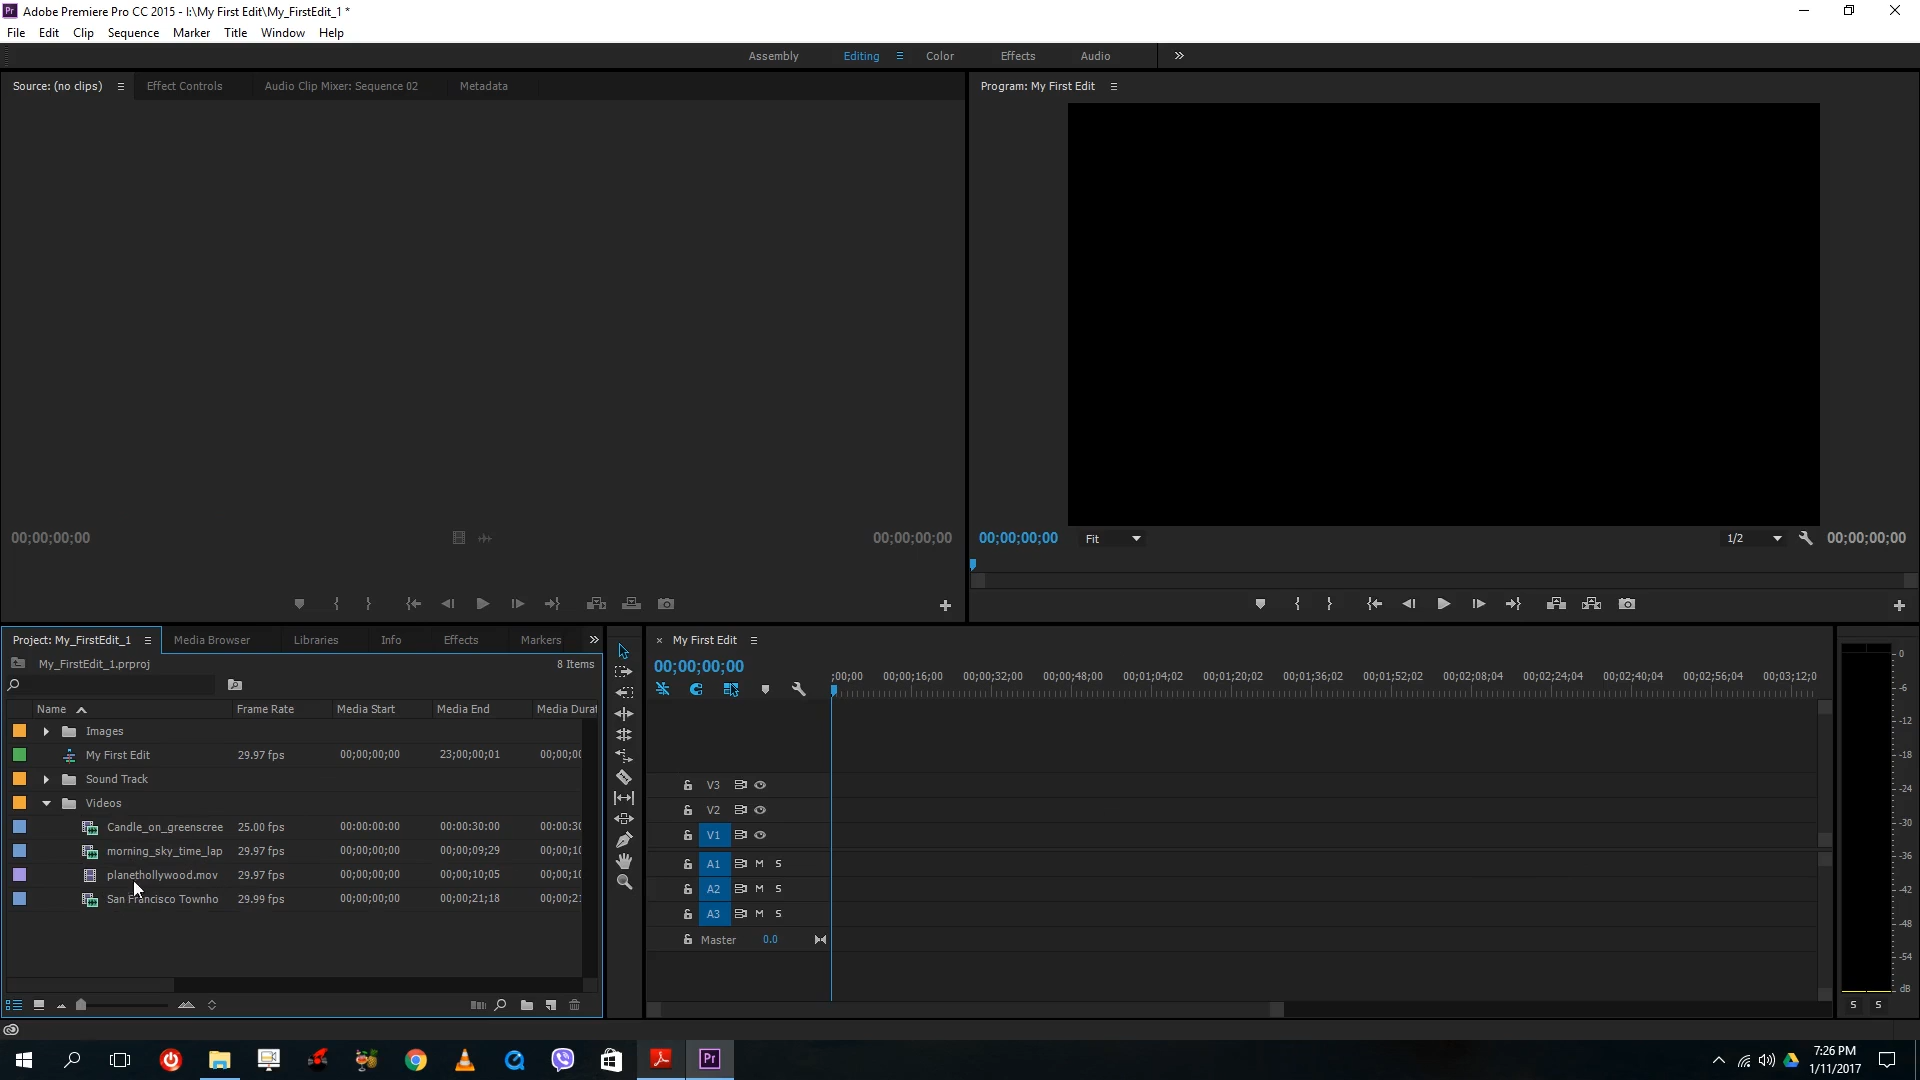 Pr Adobe Premiere Pro CC 2015 - I:\My First Edit\My_FirstEdit_1 *
File Edit Clip Sequence Marker Title Window Help
Assembly Editing Color Effects Audio
Source: (no clips) Effect Controls Audio Clip Mixer: Sequence 02 Metadata
Program: My First Edit
00;00;00;00 00;00;00;00
00;00;00;00 Fit 1/2 00;00;00;00
Project: My_FirstEdit_1 Media Browser Libraries Info Effects Markers
My_FirstEdit_1.prproj 8 Items
Name Frame Rate Media Start Media End Media Durat
Images
My First Edit 29.97 fps 00;00;00;00 23;00;00;01 00;00;00
Sound Track
Videos
Candle_on_greenscree 25.00 fps 00:00:00:00 00:00:30:00 00:00:30
morning_sky_time_lap 29.97 fps 00;00;00;00 00;00;09;29 00;00;10
planethollywood.mov 29.97 fps 00;00;00;00 00;00;10;05 00;00;10
San Francisco Townho 29.99 fps 00;00;00;00 00;00;21;18 00;00;21
My First Edit
00;00;00;00
;00;00 00;00;16;00 00;00;32;00 00;00;48;00 00;01;04;02 00;01;20;02 00;01;36;02 00;01;52;02 00;02;08;04 00;02;24;04 00;02;40;04 00;02;56;04 00;03;12;0
V3
V2
V1
A1 M S
A2 M S
A3 M S
Master 0.0
0
-6
-12
-18
-24
-30
-36
-42
-48
-54
dB
S S
Pr
7:26 PM
1/11/2017